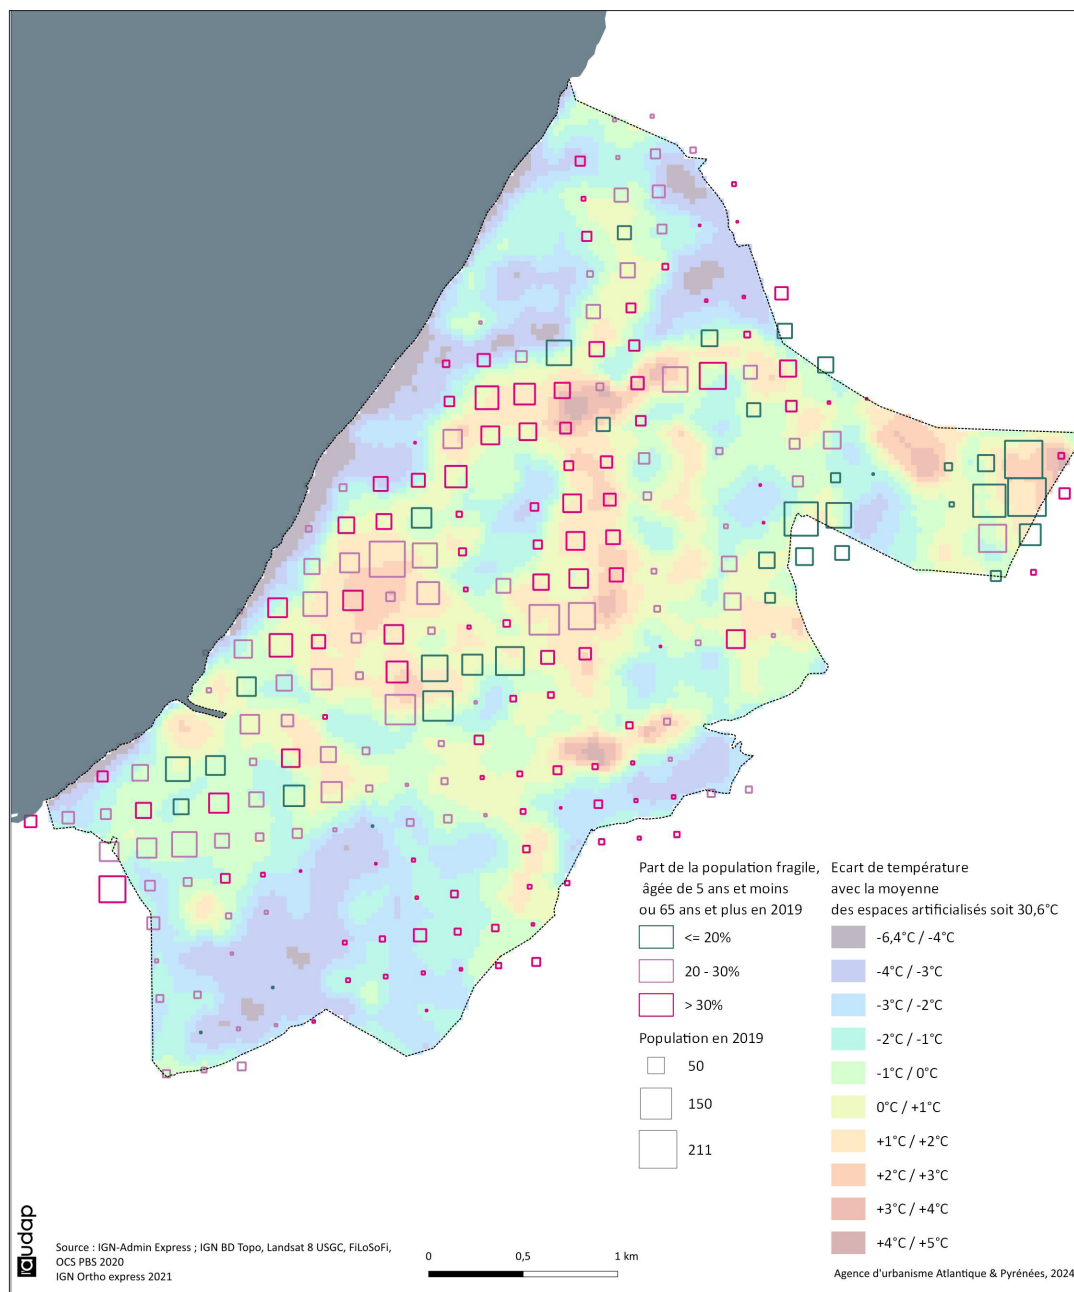 Part de la population fragile,
âgée de 5 ans et moins
ou 65 ans et plus en 2019
<= 20%
20 - 30%
> 30%
Population en 2019
50
150
211
Ecart de température
avec la moyenne
des espaces artificialisés soit 30,6°C
-6,4°C / -4°C
-4°C / -3°C
-3°C / -2°C
-2°C / -1°C
-1°C / 0°C
0°C / +1°C
+1°C / +2°C
+2°C / +3°C
+3°C / +4°C
+4°C / +5°C
l'audap
Source : IGN-Admin Express ; IGN BD Topo, Landsat 8 USGC, FiLoSoFi,
OCS PBS 2020
IGN Ortho express 2021
0 0,5 1 km
Agence d'urbanisme Atlantique & Pyrénées, 2024